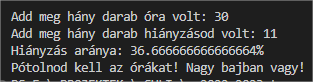 Add meg hány darab óra volt: 30
Add meg hány darab hiányzásod volt: 11
Hiányzás aránya: 36.666666666666664%
Pótolnod kell az órákat! Nagy bajban vagy!